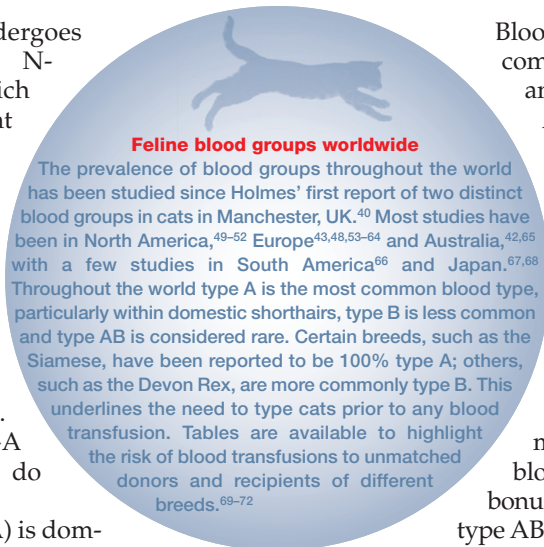 dergoes
N-
ich
nt
.
-A
do
A) is dom-
Feline blood groups worldwide
The prevalence of blood groups throughout the world
has been studied since Holmes’ first report of two distinct
blood groups in cats in Manchester, UK.40 Most studies have
been in North America,49–52 Europe43,48,53–64 and Australia,42,65
with a few studies in South America66 and Japan.67,68
Throughout the world type A is the most common blood type,
particularly within domestic shorthairs, type B is less common
and type AB is considered rare. Certain breeds, such as the
Siamese, have been reported to be 100% type A; others,
such as the Devon Rex, are more commonly type B. This
underlines the need to type cats prior to any blood
transfusion. Tables are available to highlight
the risk of blood transfusions to unmatched
donors and recipients of different
breeds.69–72
Bloo
com
an
m
blo
bonu
type AB